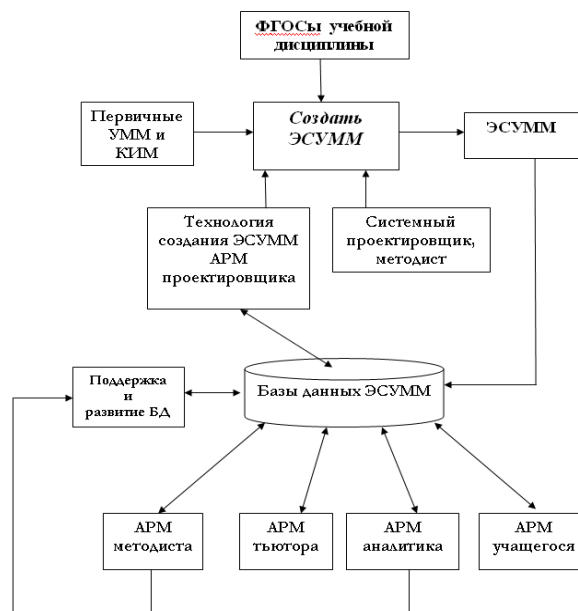 ФГОСы учебной
дисциплины
Первичные
УММ и
КИМ
Создать
ЭСУММ
ЭСУММ
Технология
создания ЭСУММ
АРМ
проектировщика
Системный
проектировщик,
методист
Поддержка
и
развитие БД
Базы данных ЭСУММ
АРМ
методиста
АРМ
тьютора
АРМ
аналитика
АРМ
учащегося